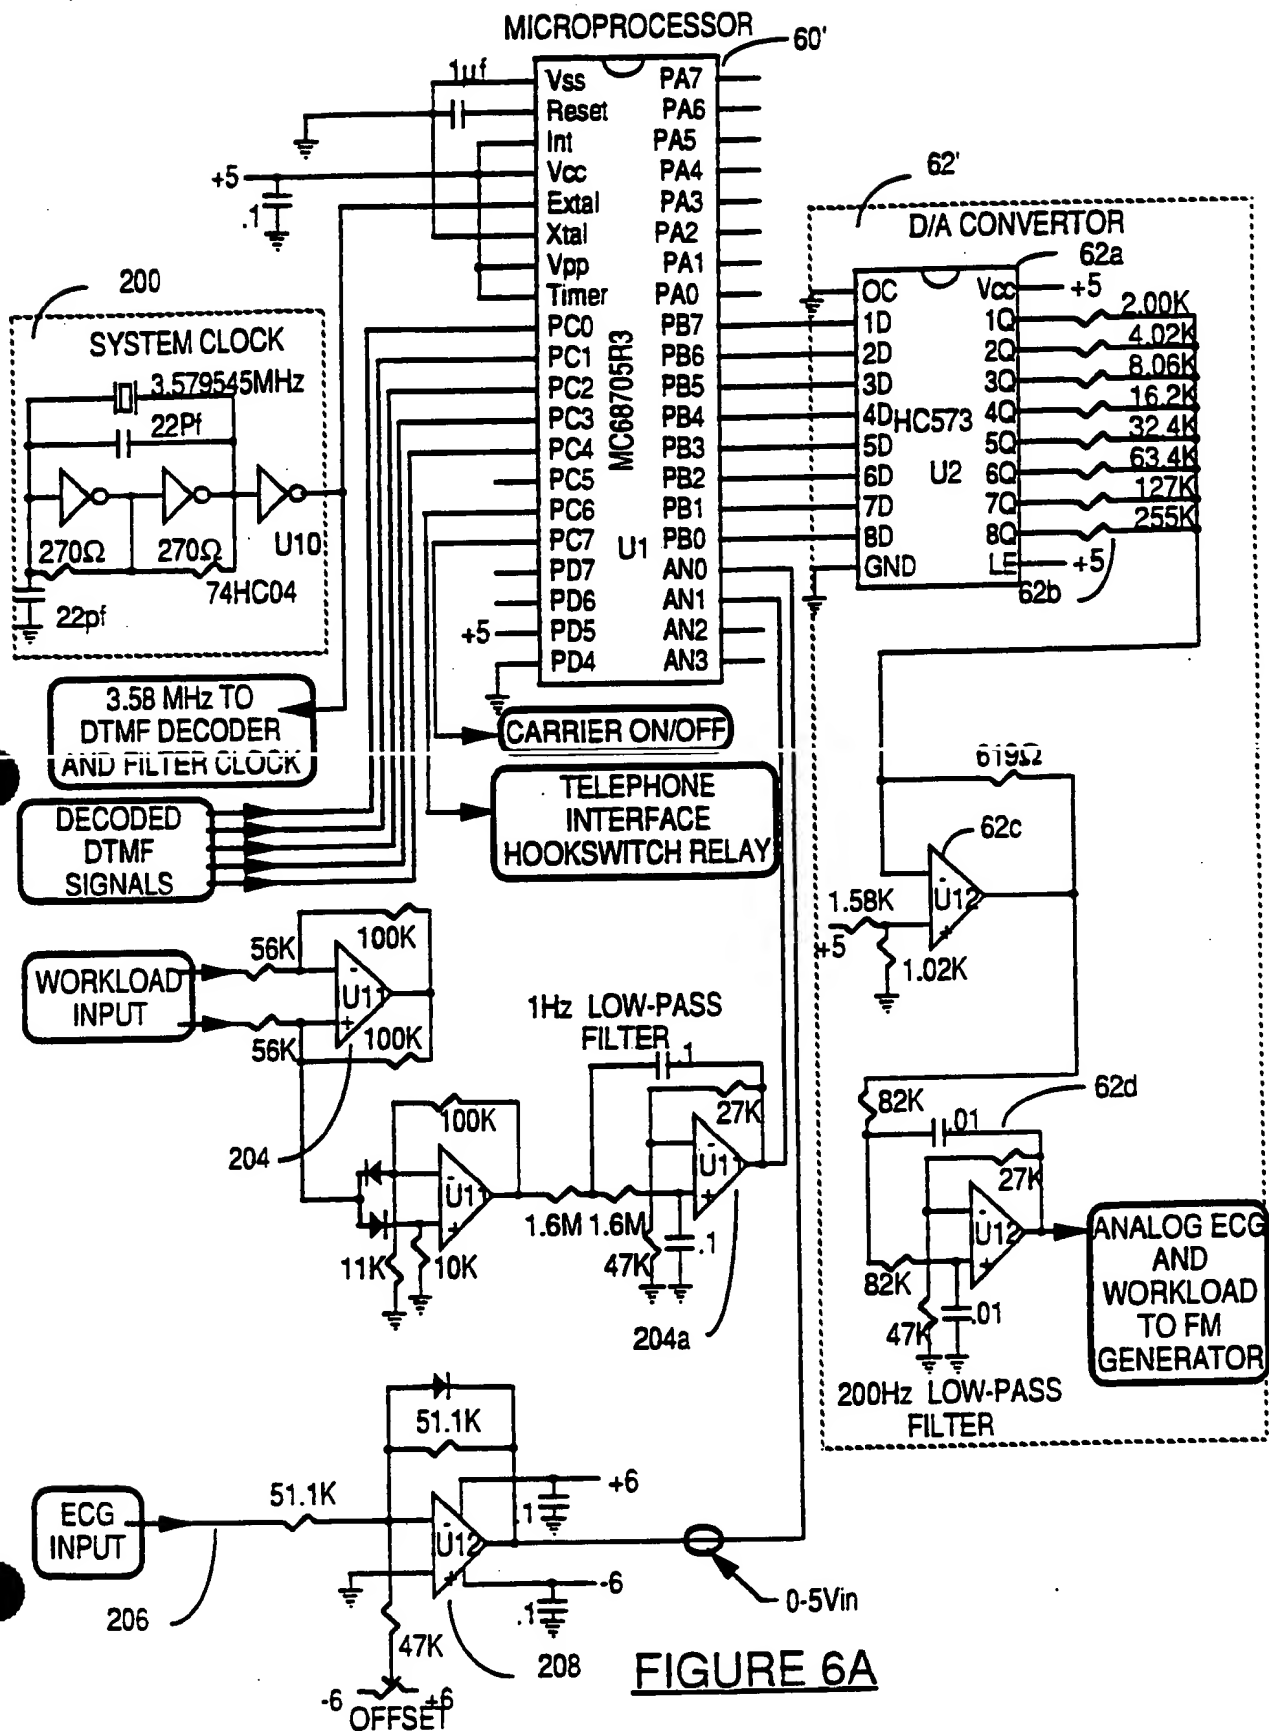 MICROPROCESSOR
60'
1µf
Vss
Reset
Int
Vcc
Extal
Xtal
Vpp
Timer
PC0
PC1
PC2
PC3
PC4
PC5
PC6
PC7
PD7
PD6
PD5
PD4
PA7
PA6
PA5
PA4
PA3
PA2
PA1
PA0
PB7
PB6
PB5
PB4
PB3
PB2
PB1
PB0
AN0
AN1
AN2
AN3
MC68705R3
U1
+5
.1
+5
200
SYSTEM CLOCK
3.579545MHz
22Pf
270Ω
270Ω
U10
74HC04
22pf
62'
D/A CONVERTOR
62a
OC
1D
2D
3D
4D
5D
6D
7D
8D
GND
HC573
U2
Vcc
1Q
2Q
3Q
4Q
5Q
6Q
7Q
8Q
LE
+5
2.00K
4.02K
8.06K
16.2K
32.4K
63.4K
127K
255K
+5
62b
3.58 MHz TO
DTMF DECODER
AND FILTER CLOCK
CARRIER ON/OFF
TELEPHONE
INTERFACE
HOOKSWITCH RELAY
DECODED
DTMF
SIGNALS
619Ω
62c
-
U12
+
1.58K
+5
1.02K
WORKLOAD
INPUT
56K
100K
-
U11
+
56K
100K
204
1Hz LOW-PASS
FILTER
.1
27K
100K
-
U11
+
11K
10K
1.6M
1.6M
-
U11
+
47K
.1
204a
82K
.01
62d
27K
-
U12
+
82K
47K
.01
200Hz LOW-PASS
FILTER
ANALOG ECG
AND
WORKLOAD
TO FM
GENERATOR
ECG
INPUT
206
51.1K
51.1K
-
U12
+
.1
+6
.1
-6
0-5Vin
47K
208
-6
+6
OFFSET
FIGURE 6A